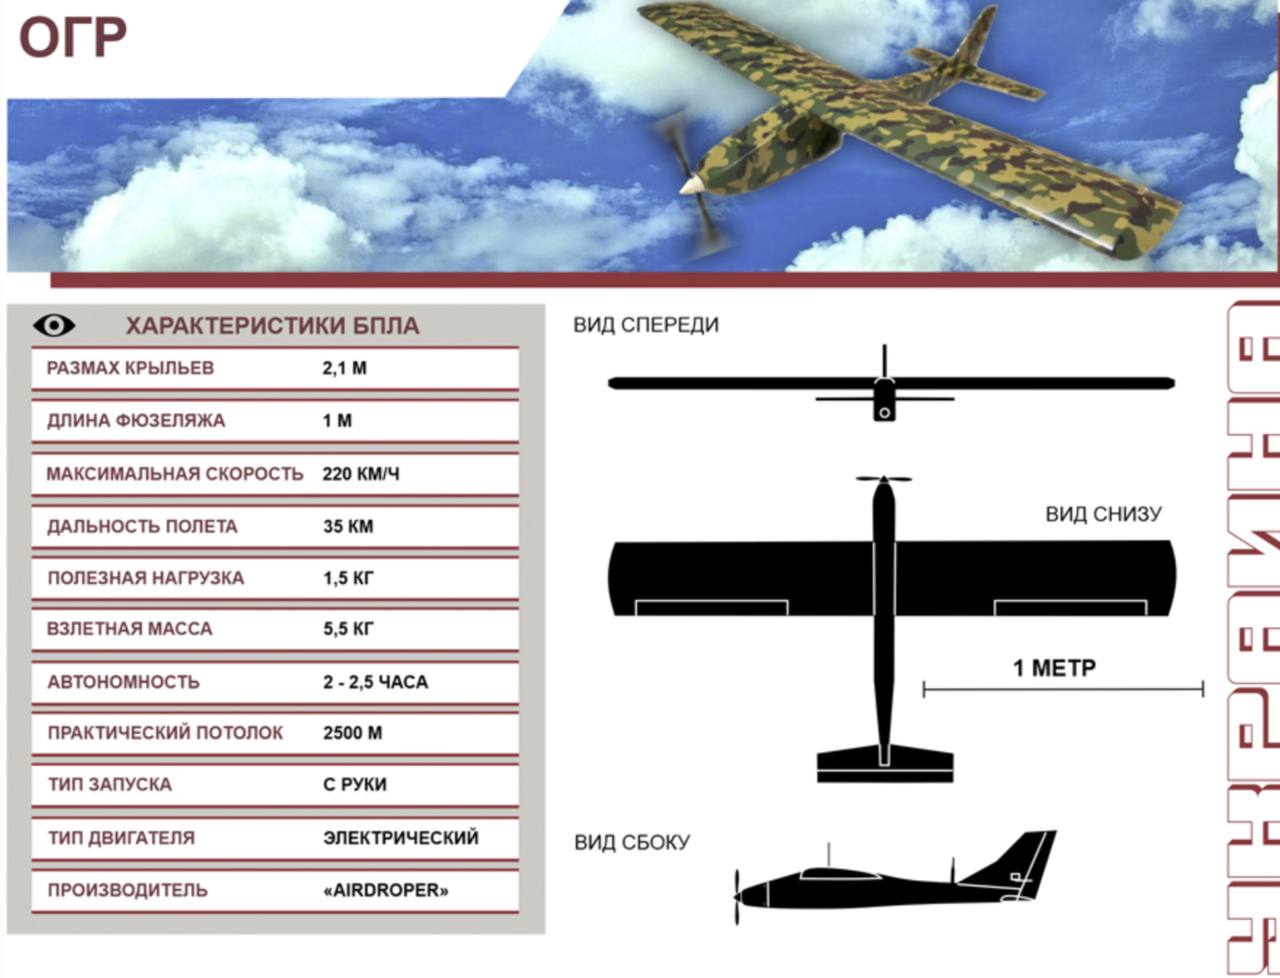 ОГР
ХАРАКТЕРИСТИКИ БПЛА
РАЗМАХ КРЫЛЬЕВ 2,1 М
ДЛИНА ФЮЗЕЛЯЖА 1 М
МАКСИМАЛЬНАЯ СКОРОСТЬ 220 КМ/Ч
ДАЛЬНОСТЬ ПОЛЕТА 35 КМ
ПОЛЕЗНАЯ НАГРУЗКА 1,5 КГ
ВЗЛЕТНАЯ МАССА 5,5 КГ
АВТОНОМНОСТЬ 2 - 2,5 ЧАСА
ПРАКТИЧЕСКИЙ ПОТОЛОК 2500 М
ТИП ЗАПУСКА С РУКИ
ТИП ДВИГАТЕЛЯ ЭЛЕКТРИЧЕСКИЙ
ПРОИЗВОДИТЕЛЬ «AIRDROPER»
ВИД СПЕРЕДИ
ВИД СНИЗУ
1 МЕТР
ВИД СБОКУ
УКРАИНА